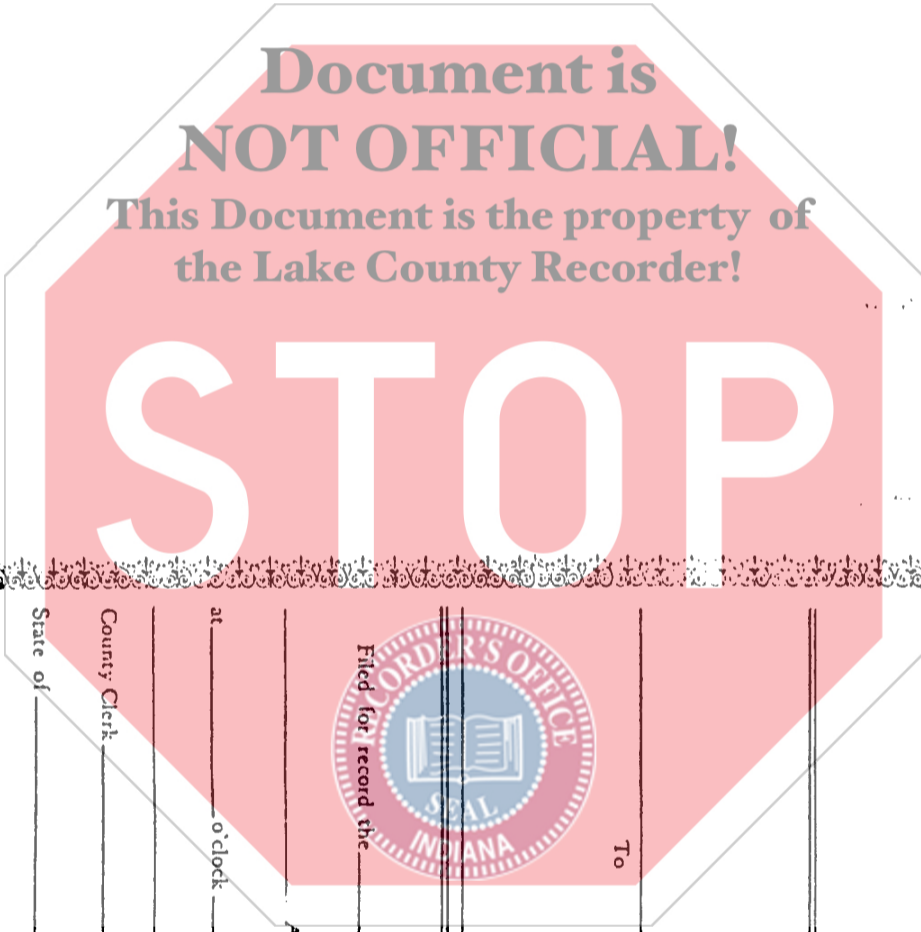 Document is
NOT OFFICIAL!
This Document is the property of
the Lake County Recorder!
STOP
RECORDER'S OFFICE
SEAL
INDIANA
To
Filed for record the
at o'clock
County Clerk
State of